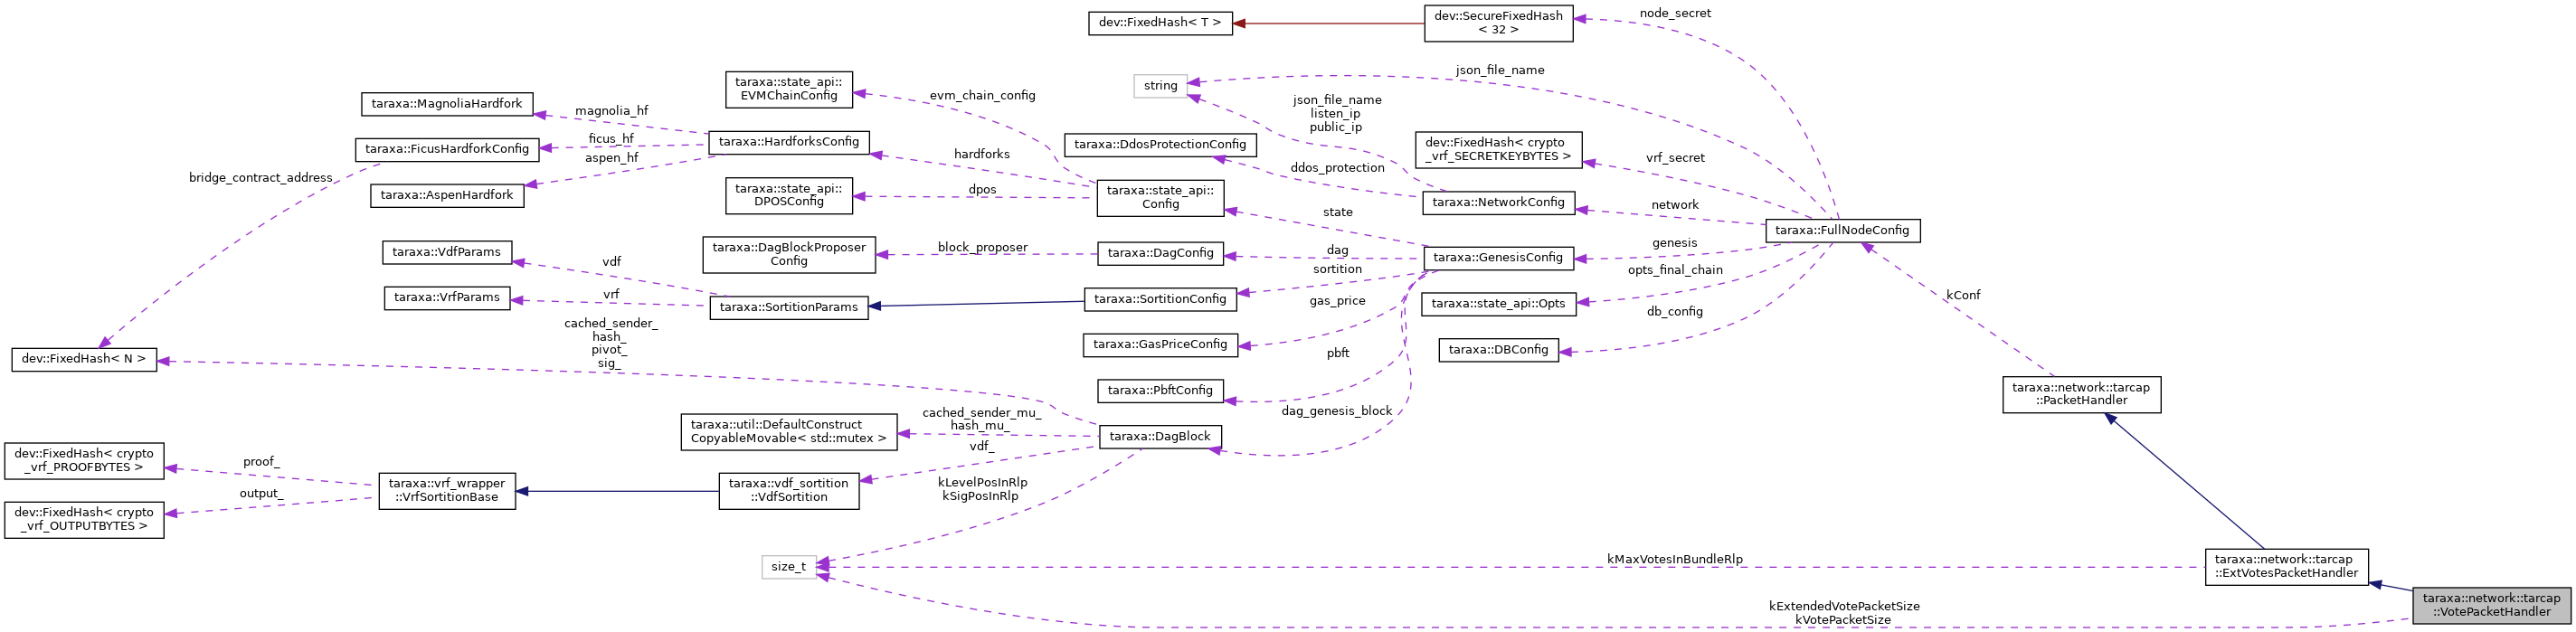 dev::FixedHash< T >
dev::SecureFixedHash
< 32 >
node_secret
string
json_file_name
taraxa::state_api::
EVMChainConfig
evm_chain_config
json_file_name
listen_ip
public_ip
taraxa::MagnoliaHardfork
magnolia_hf
taraxa::FicusHardforkConfig
ficus_hf
aspen_hf
taraxa::HardforksConfig
taraxa::DdosProtectionConfig
dev::FixedHash< crypto
_vrf_SECRETKEYBYTES >
vrf_secret
hardforks
ddos_protection
bridge_contract_address
taraxa::AspenHardfork
taraxa::state_api::
DPOSConfig
dpos
taraxa::state_api::
Config
taraxa::NetworkConfig
network
state
taraxa::FullNodeConfig
taraxa::VdfParams
vdf
taraxa::DagBlockProposer
Config
block_proposer
taraxa::DagConfig
dag
taraxa::GenesisConfig
genesis
sortition
opts_final_chain
taraxa::VrfParams
vrf
taraxa::SortitionParams
taraxa::SortitionConfig
gas_price
taraxa::state_api::Opts
db_config
kConf
cached_sender_
hash_
pivot_
sig_
dev::FixedHash< N >
taraxa::GasPriceConfig
pbft
taraxa::DBConfig
taraxa::PbftConfig
dag_genesis_block
taraxa::network::tarcap
::PacketHandler
taraxa::util::DefaultConstruct
CopyableMovable< std::mutex >
cached_sender_mu_
hash_mu_
taraxa::DagBlock
vdf_
dev::FixedHash< crypto
_vrf_PROOFBYTES >
proof_
taraxa::vrf_wrapper
::VrfSortitionBase
taraxa::vdf_sortition
::VdfSortition
kLevelPosInRlp
kSigPosInRlp
output_
dev::FixedHash< crypto
_vrf_OUTPUTBYTES >
size_t
kMaxVotesInBundleRlp
taraxa::network::tarcap
::ExtVotesPacketHandler
kExtendedVotePacketSize
kVotePacketSize
taraxa::network::tarcap
::VotePacketHandler